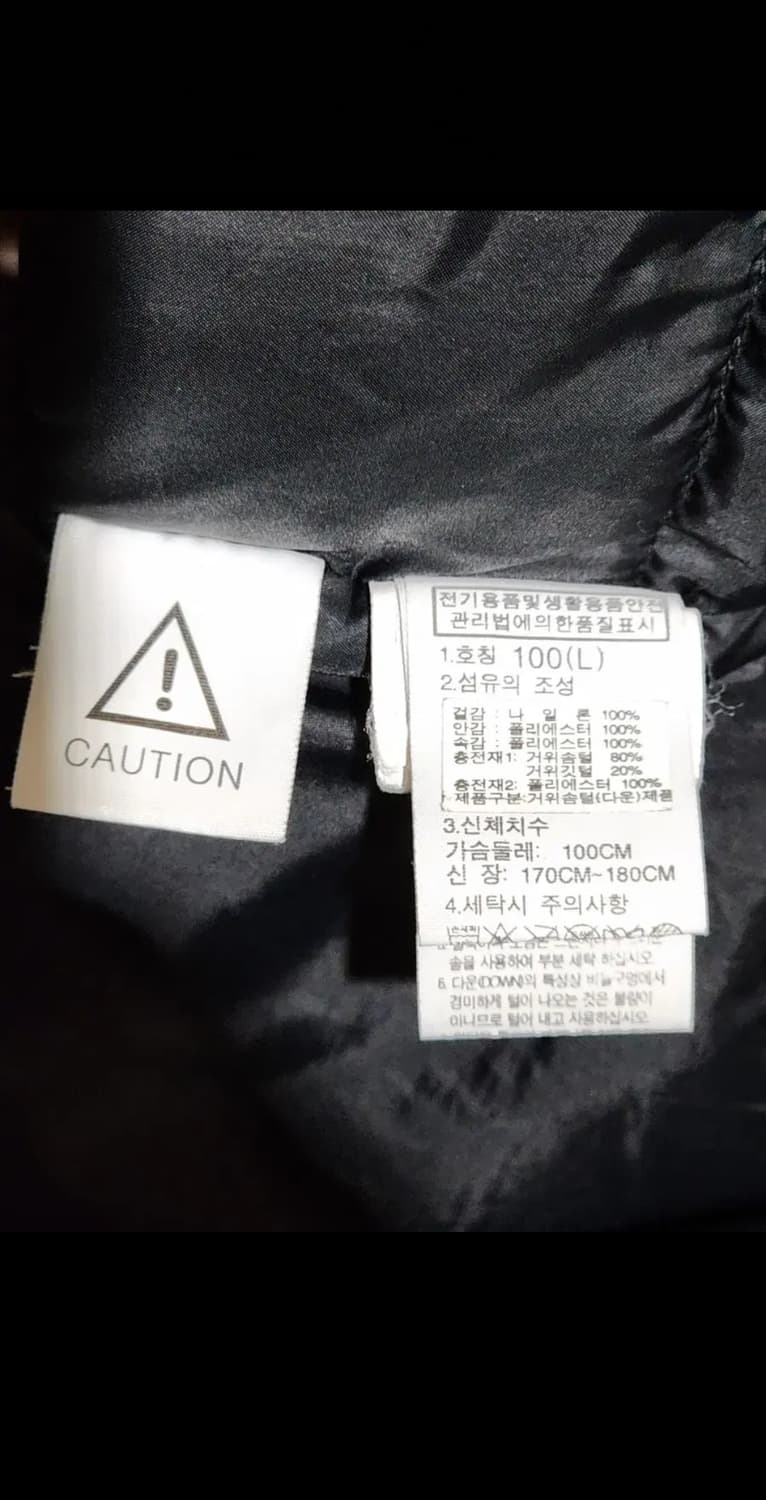 CAUTION
전기용품및생활용품안전
관리법에의한품질표시
1.호칭 100(L)
2.섬유의 조성
겉감 : 나 일 론 100%
안감 : 폴리에스터 100%
속감 : 폴리에스터 100%
충전재1: 거위솜털 80%
거위깃털 20%
충전재2: 폴리에스터 100%
제품구분:거위솜털(다운)제품
3.신체치수
가슴둘레: 100CM
신 장: 170CM~180CM
4.세탁시 주의사항
솔을 사용하여 부분 세탁 하십시오
6. 다운(DOWN)의 특성상 비늘구멍에서
경미하게 털이 나오는 것은 불량이
아니므로 털어 내고 사용하십시오